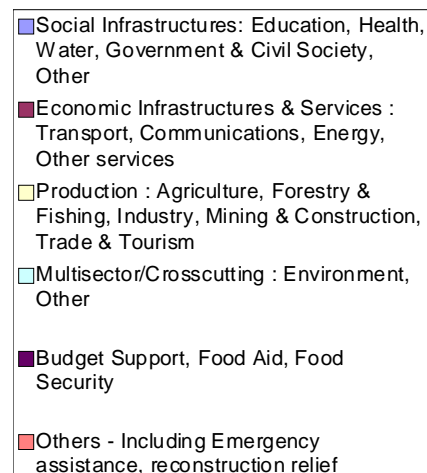 Social Infrastructures: Education, Health,
Water, Government & Civil Society,
Other
Economic Infrastructures & Services :
Transport, Communications, Energy,
Other services
Production : Agriculture, Forestry &
Fishing, Industry, Mining & Construction,
Trade & Tourism
Multisector/Crosscutting : Environment,
Other
Budget Support, Food Aid, Food
Security
Others - Including Emergency
assistance, reconstruction relief